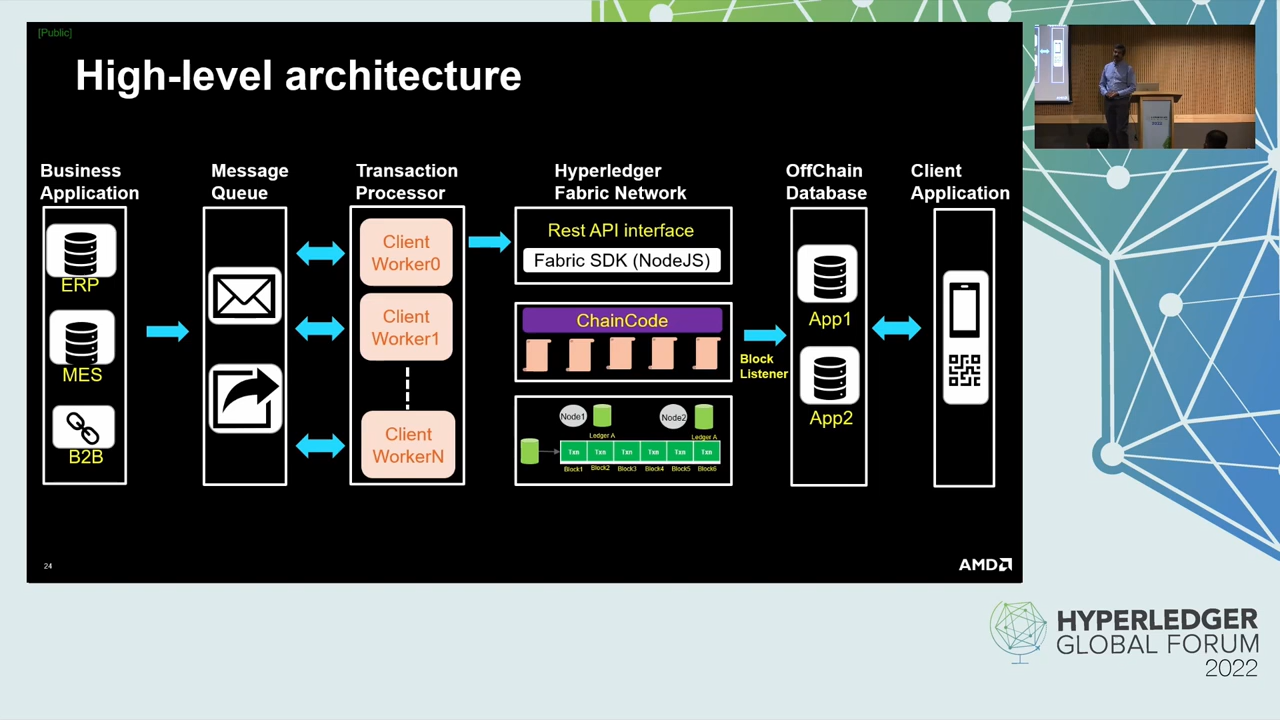 [Public]
High-level architecture
Business
Application
ERP
MES
B2B
Message
Queue
Transaction
Processor
Client
Worker0
Client
Worker1
Client
WorkerN
Hyperledger
Fabric Network
Rest API interface
Fabric SDK (NodeJS)
ChainCode
Node1
Node2
Ledger A
Ledger A
Txn Txn Txn Txn Txn Txn
Block1 Block2 Block3 Block4 Block5 Block6
Block
Listener
OffChain
Database
App1
App2
Client
Application
24
AMD
HYPERLEDGER
GLOBAL FORUM
2022